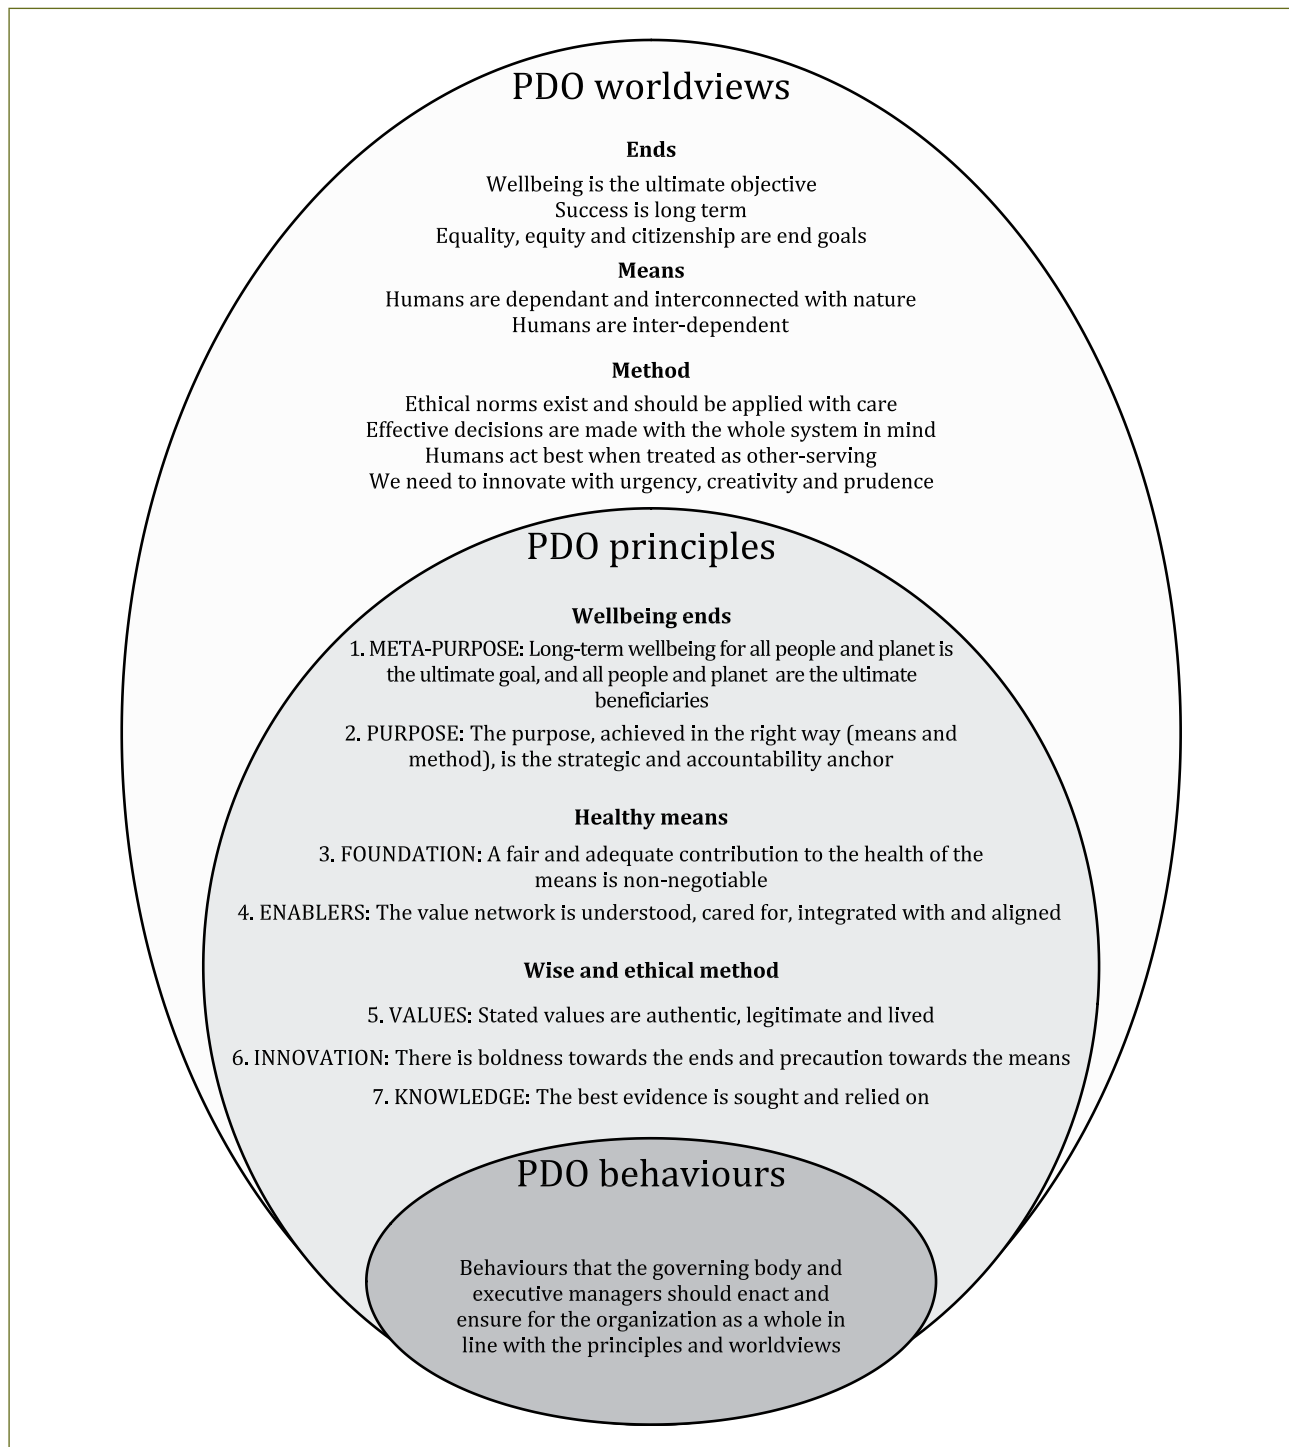 PDO worldviews
Ends
Wellbeing is the ultimate objective
Success is long term
Equality, equity and citizenship are end goals
Means
Humans are dependant and interconnected with nature
Humans are inter-dependent
Method
Ethical norms exist and should be applied with care
Effective decisions are made with the whole system in mind
Humans act best when treated as other-serving
We need to innovate with urgency, creativity and prudence
PDO principles
Wellbeing ends
1. META-PURPOSE: Long-term wellbeing for all people and planet is
the ultimate goal, and all people and planet are the ultimate
beneficiaries
2. PURPOSE: The purpose, achieved in the right way (means and
method), is the strategic and accountability anchor
Healthy means
3. FOUNDATION: A fair and adequate contribution to the health of the
means is non-negotiable
4. ENABLERS: The value network is understood, cared for, integrated with and aligned
Wise and ethical method
5. VALUES: Stated values are authentic, legitimate and lived
6. INNOVATION: There is boldness towards the ends and precaution towards the means
7. KNOWLEDGE: The best evidence is sought and relied on
PDO behaviours
Behaviours that the governing body and
executive managers should enact and
ensure for the organization as a whole in
line with the principles and worldviews